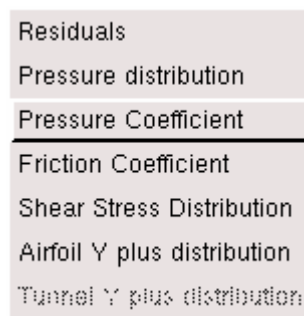 Residuals
Pressure distribution
Pressure Coefficient
Friction Coefficient
Shear Stress Distribution
Airfoil Y plus distribution
Tunnel Y plus distribution